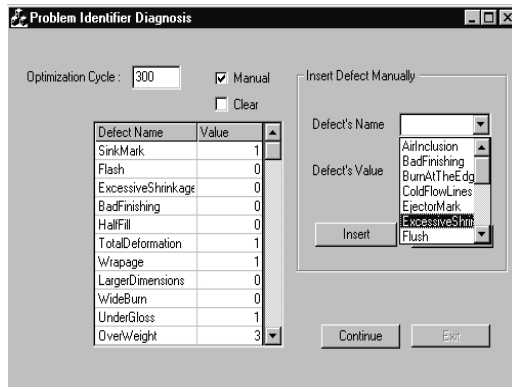 Problem Identifier Diagnosis
Optimization Cycle : 300
Manual
Clear
Defect Name Value
SinkMark 1
Flash 0
ExcessiveShrinkage 0
BadFinishing 0
HalfFill 0
TotalDeformation 1
Wrapage 1
LargerDimensions 0
WideBurn 0
UnderGloss 1
OverWeight 3
Insert Defect Manually
Defect's Name
AirInclusion
BadFinishing
BurnAtTheEdg
ColdFlowLines
EjectorMark
ExcessiveShrin
Flush
Defect's Value
Insert
Continue
Exit